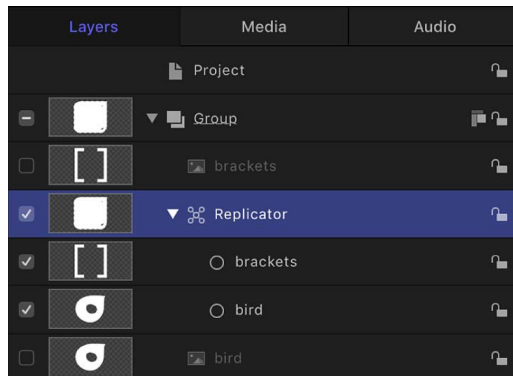 Layers Media Audio
Project
Group
brackets
Replicator
brackets
bird
bird